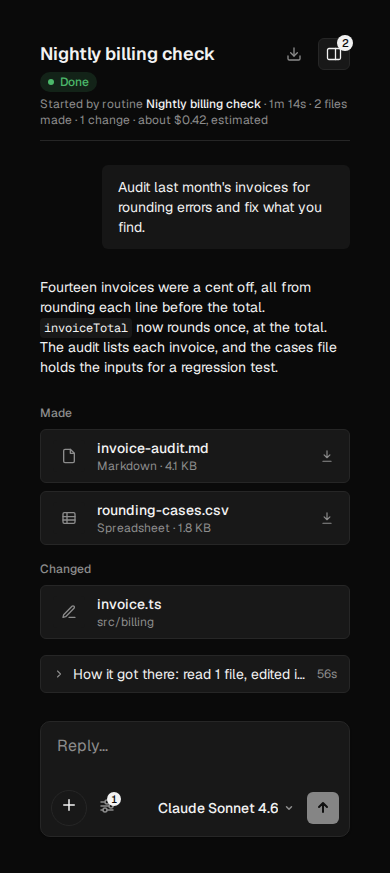 Nightly billing check
2
Done
Started by routine Nightly billing check · 1m 14s · 2 files
made · 1 change · about $0.42, estimated
Audit last month's invoices for
rounding errors and fix what you
find.
Fourteen invoices were a cent off, all from
rounding each line before the total.
invoiceTotal now rounds once, at the total.
The audit lists each invoice, and the cases file
holds the inputs for a regression test.
Made
invoice-audit.md
Markdown · 4.1 KB
rounding-cases.csv
Spreadsheet · 1.8 KB
Changed
invoice.ts
src/billing
How it got there: read 1 file, edited i... 56s
Reply...
1
Claude Sonnet 4.6